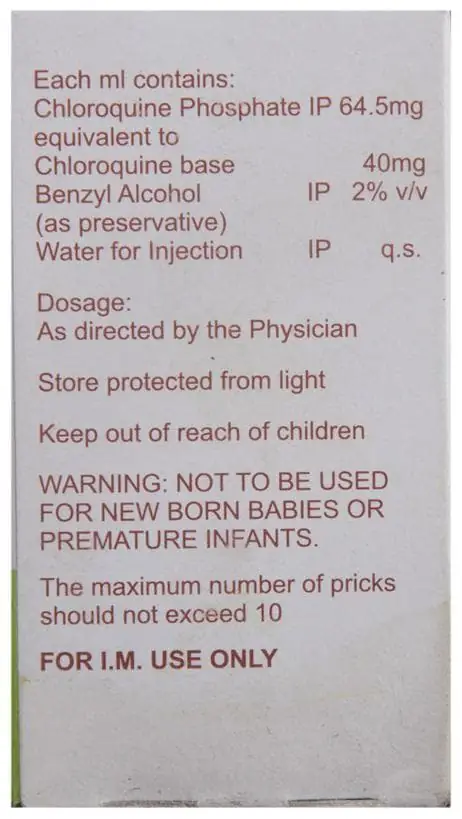 Each ml contains:
Chloroquine Phosphate IP 64.5mg
equivalent to
Chloroquine base 40mg
Benzyl Alcohol IP 2% v/v
(as preservative)
Water for Injection IP q.s.
Dosage:
As directed by the Physician
Store protected from light
Keep out of reach of children
WARNING: NOT TO BE USED
FOR NEW BORN BABIES OR
PREMATURE INFANTS.
The maximum number of pricks
should not exceed 10
FOR I.M. USE ONLY